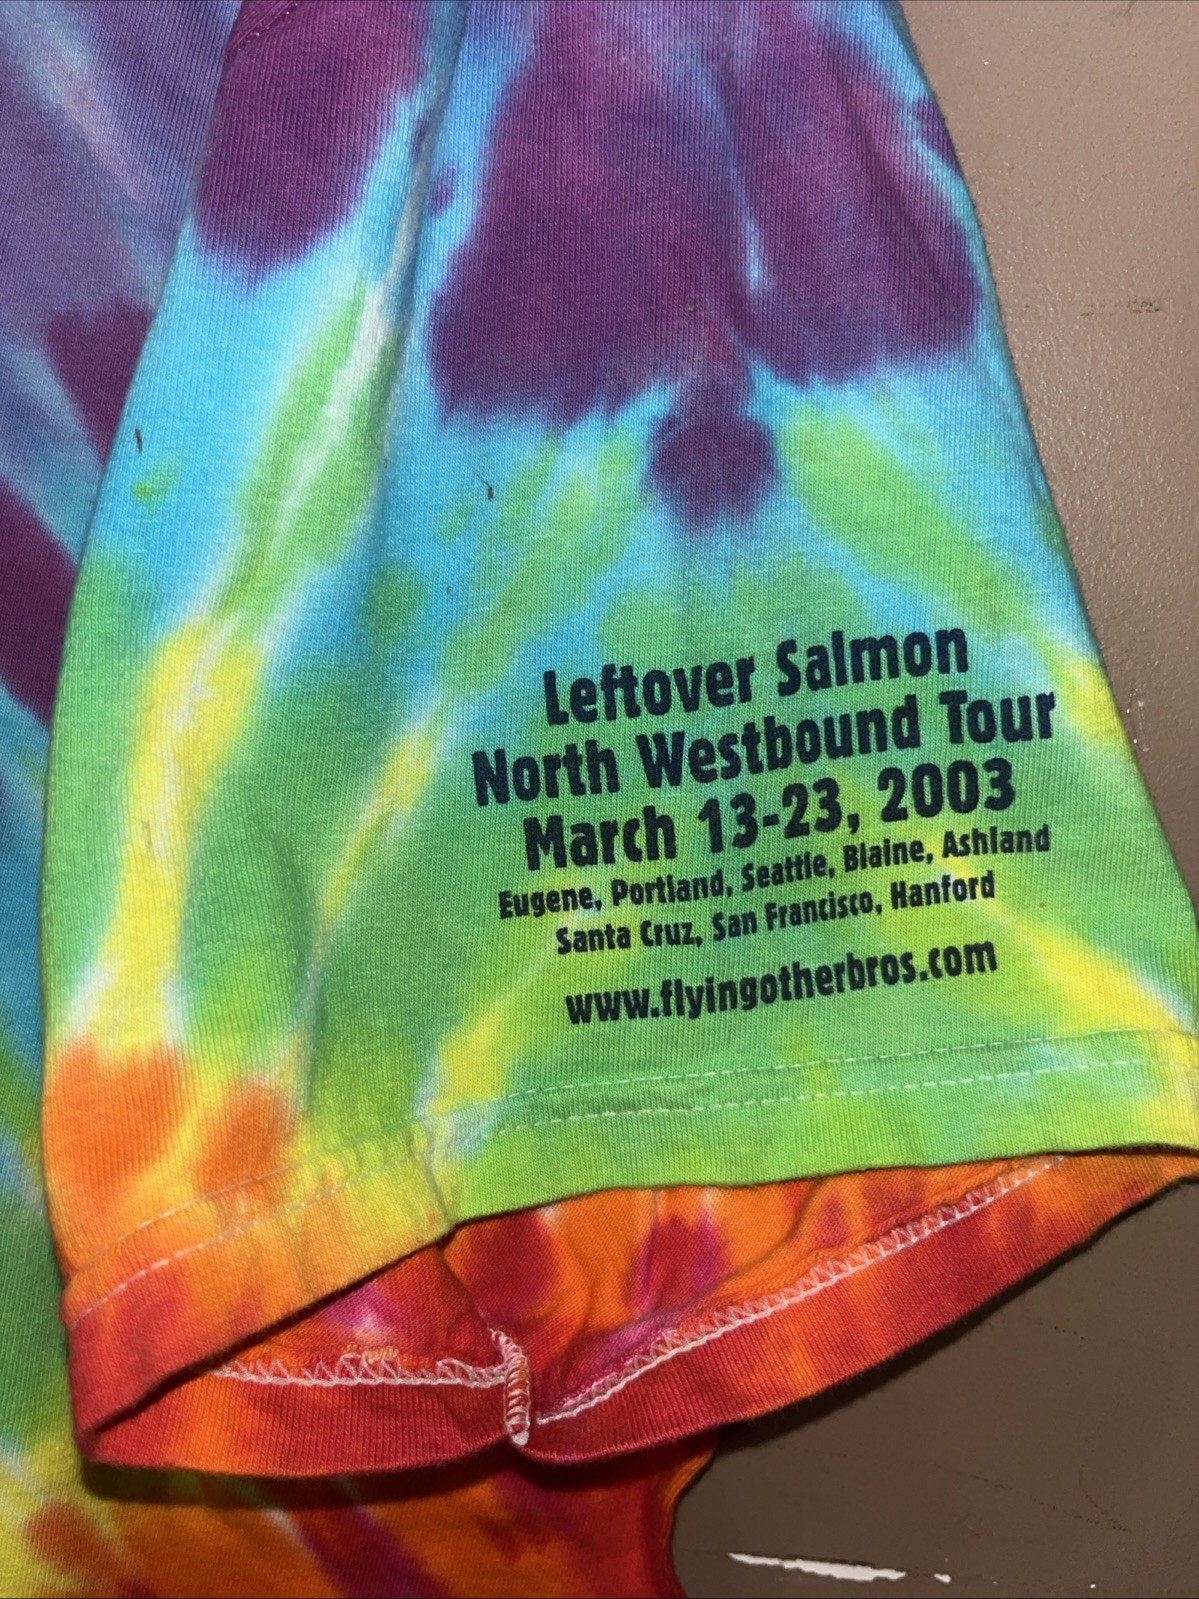 Leftover Salmon
North Westbound Tour
March 13-23, 2003
Eugene, Portland, Seattle, Blaine, Ashland
Santa Cruz, San Francisco, Hanford
www.flyingotherbros.com